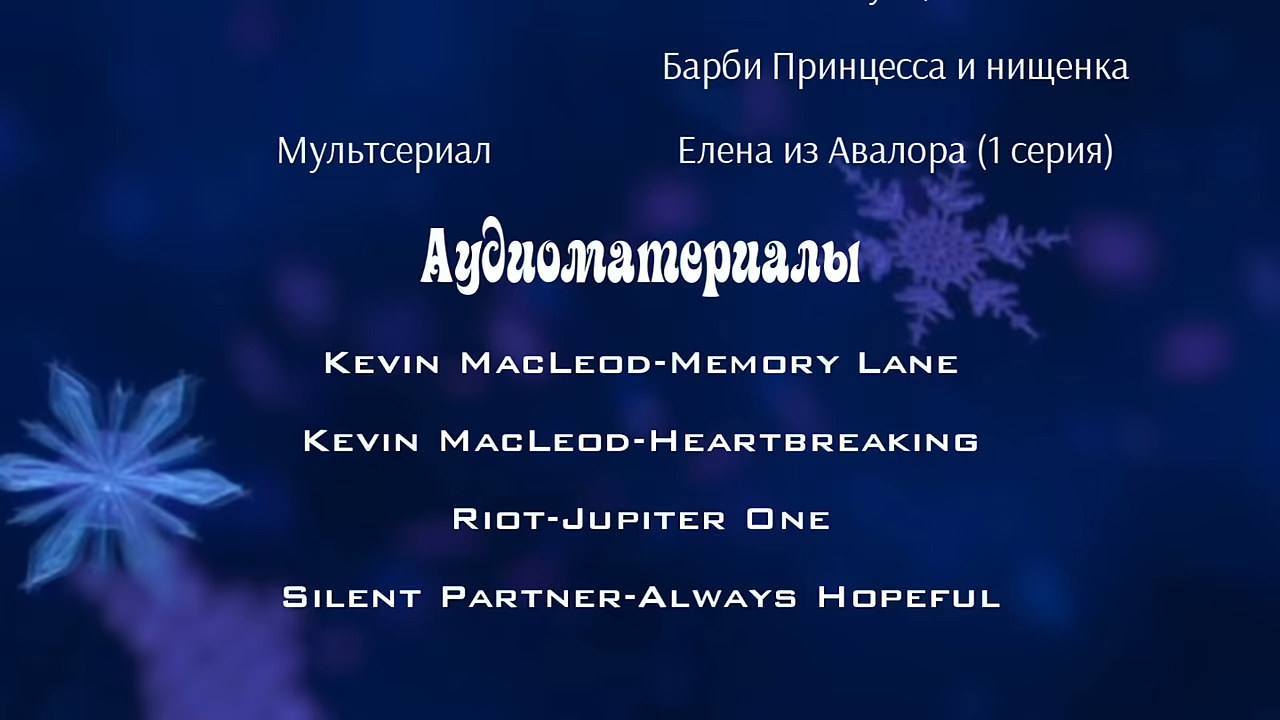 Барби Принцесса и нищенка
Мультсериал Елена из Авалора (1 серия)
Аудиоматериалы
Kevin MacLeod-Memory Lane
Kevin MacLeod-Heartbreaking
Riot-Jupiter One
Silent Partner-Always Hopeful